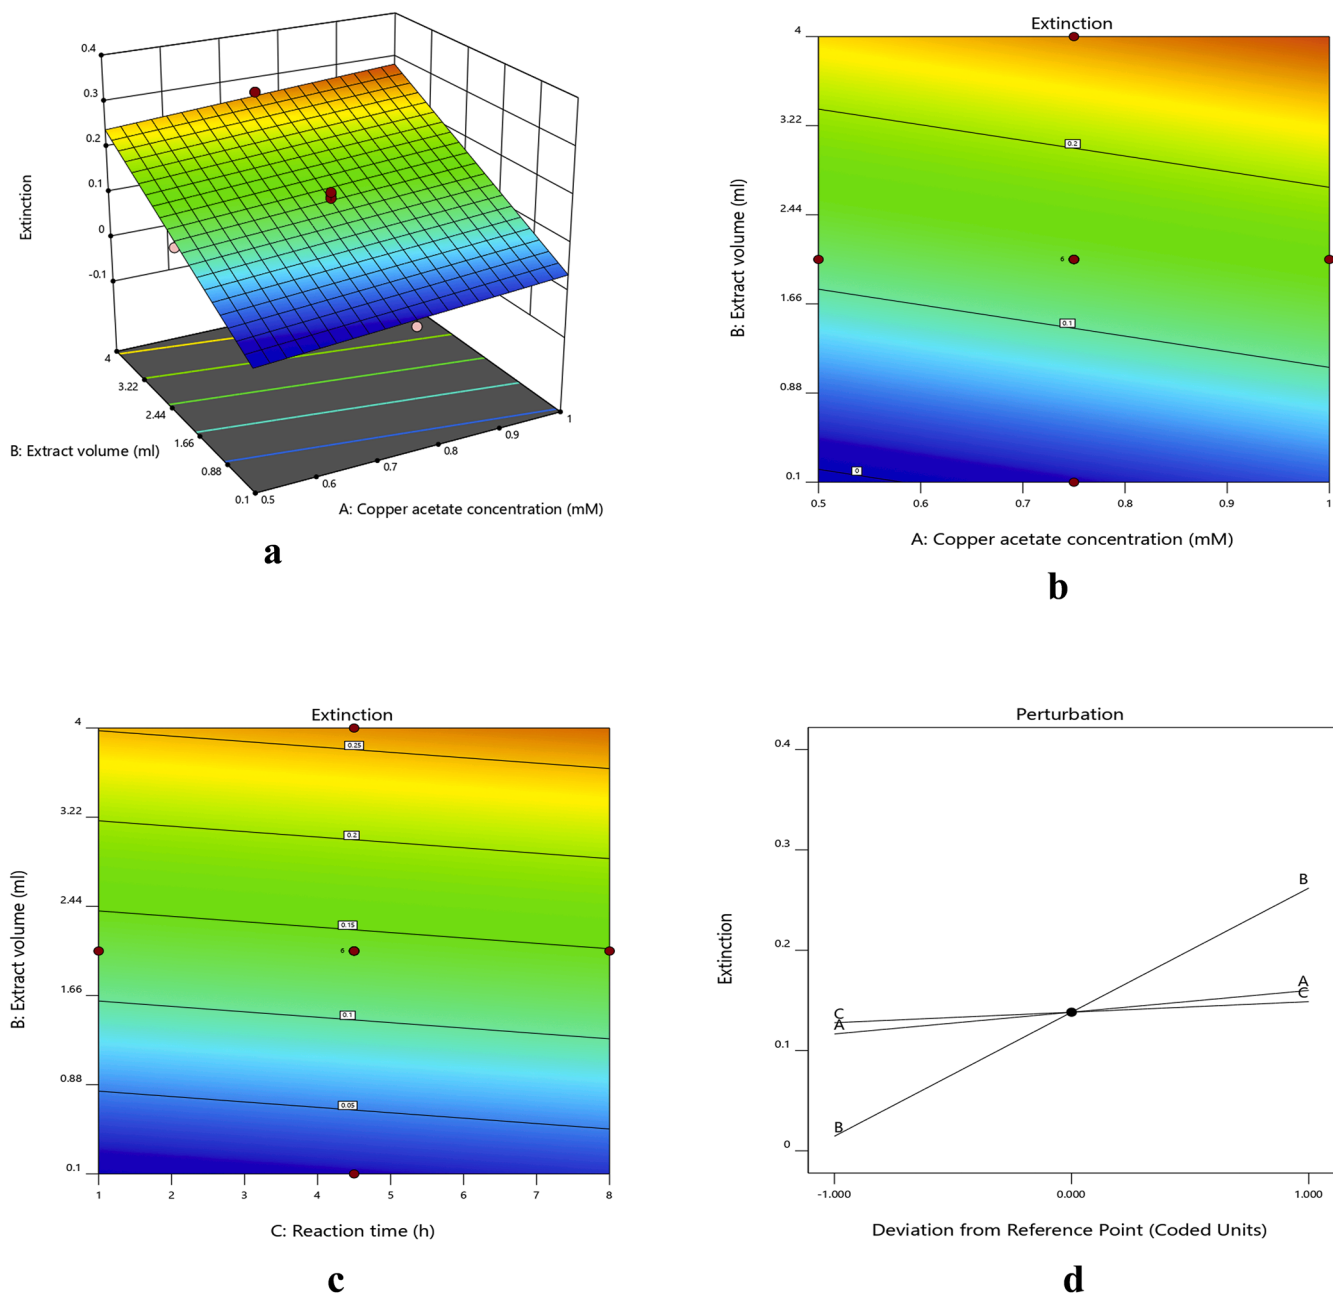 0.4
0.3
0.2
0.1
0
-0.1
Extinction
4
3.22
2.44
1.66
0.88
0.1
B: Extract volume (ml)
0.5
0.6
0.7
0.8
0.9
1
A: Copper acetate concentration (mM)
a
Extinction
4
3.22
2.44
1.66
0.88
0.1
B: Extract volume (ml)
0.2
6
0.1
0
0.5
0.6
0.7
0.8
0.9
1
A: Copper acetate concentration (mM)
b
Extinction
4
3.22
2.44
1.66
0.88
0.1
B: Extract volume (ml)
0.25
0.2
0.15
6
0.1
0.05
1
2
3
4
5
6
7
8
C: Reaction time (h)
c
Perturbation
0.4
0.3
0.2
0.1
0
Extinction
B
A
C
C
A
B
-1.000
0.000
1.000
Deviation from Reference Point (Coded Units)
d